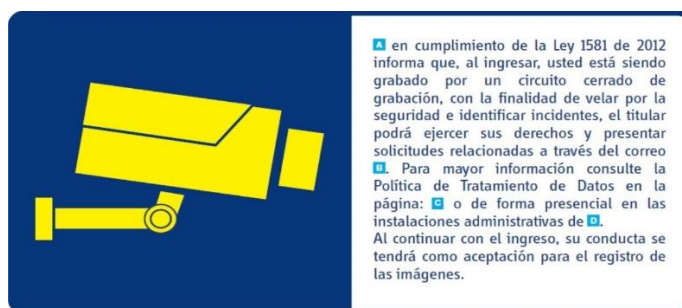 A en cumplimiento de la Ley 1581 de 2012
informa que, al ingresar, usted está siendo
grabado por un circuito cerrado de
grabación, con la finalidad de velar por la
seguridad e identificar incidentes, el titular
podrá ejercer sus derechos y presentar
solicitudes relacionadas a través del correo
B. Para mayor información consulte la
Política de Tratamiento de Datos en la
página: C o de forma presencial en las
instalaciones administrativas de D.
Al continuar con el ingreso, su conducta se
tendrá como aceptación para el registro de
las imágenes.